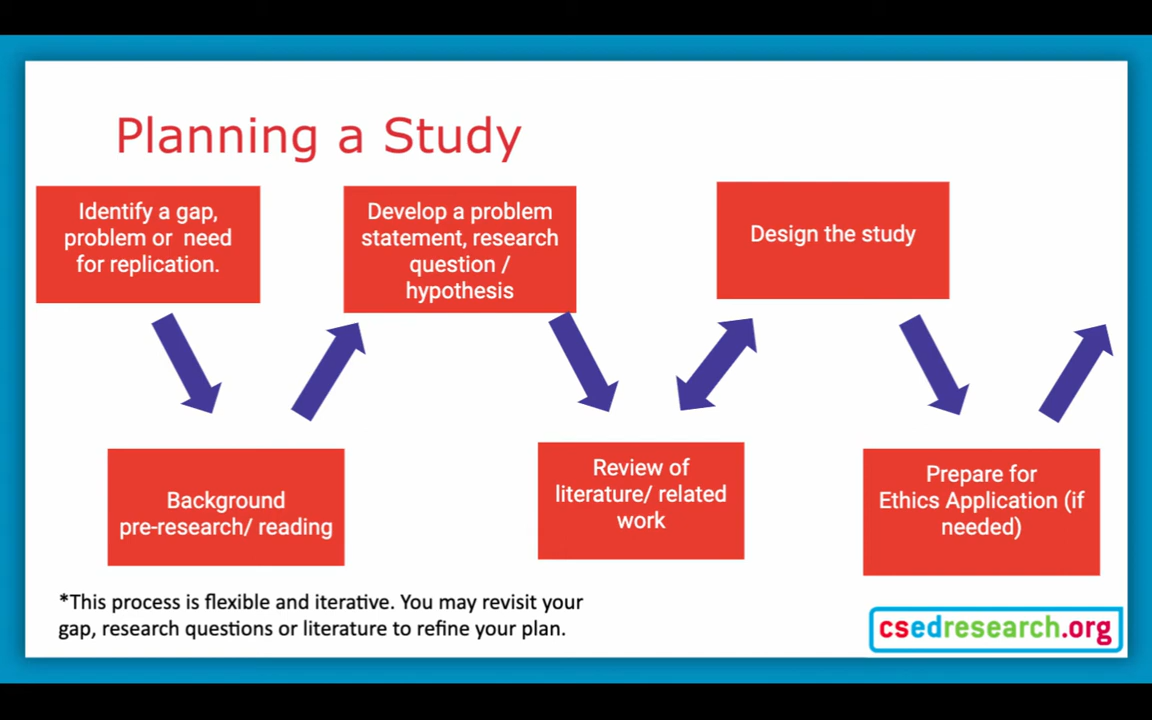 Planning a Study
Identify a gap,
problem or need
for replication.
Background
pre-research/ reading
Develop a problem
statement, research
question /
hypothesis
Review of
literature/ related
work
Design the study
Prepare for
Ethics Application (if
needed)
*This process is flexible and iterative. You may revisit your
gap, research questions or literature to refine your plan.
csedresearch.org